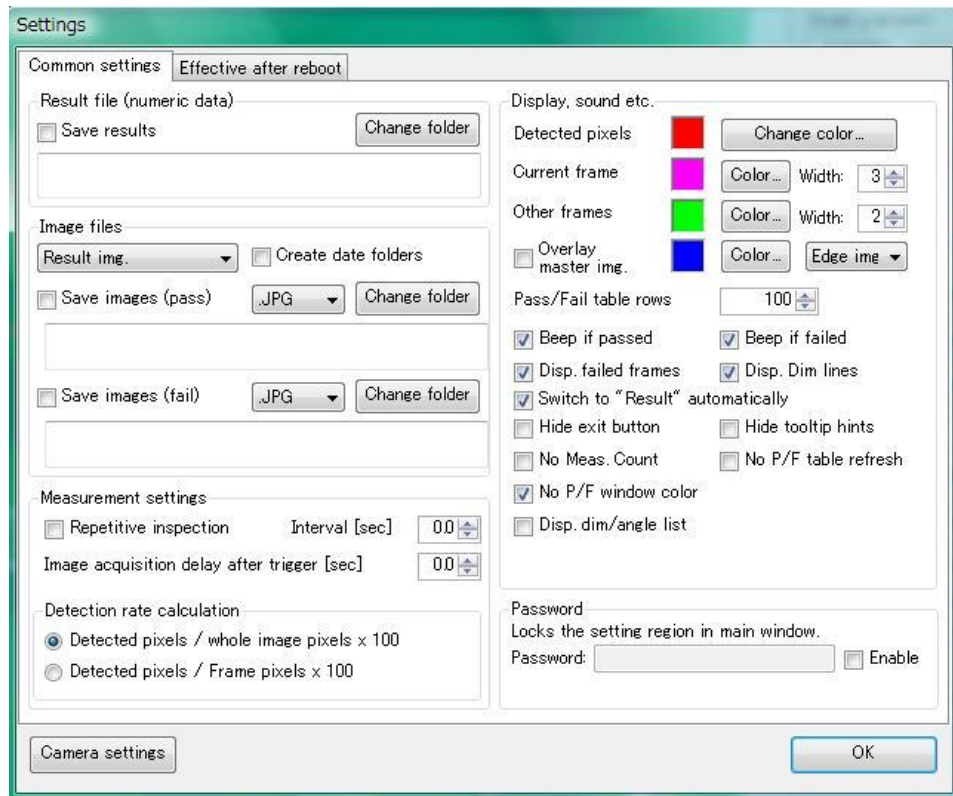 Settings
Common settings
Effective after reboot
Result file (numeric data)
Save results
Change folder
Image files
Result img.
Create date folders
Save images (pass)
.JPG
Change folder
Save images (fail)
.JPG
Change folder
Measurement settings
Repetitive inspection
Interval [sec]
0.0
Image acquisition delay after trigger [sec]
0.0
Detection rate calculation
Detected pixels / whole image pixels x 100
Detected pixels / Frame pixels x 100
Display, sound etc.
Detected pixels
Change color...
Current frame
Color...
Width:
3
Other frames
Color...
Width:
2
Overlay
master img.
Color...
Edge img
Pass/Fail table rows
100
Beep if passed
Beep if failed
Disp. failed frames
Disp. Dim lines
Switch to "Result" automatically
Hide exit button
Hide tooltip hints
No Meas. Count
No P/F table refresh
No P/F window color
Disp. dim/angle list
Password
Locks the setting region in main window.
Password:
Enable
Camera settings
OK